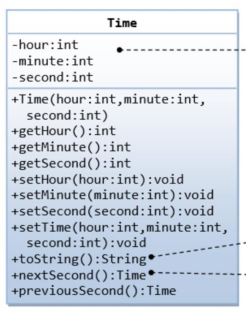 Time
-hour:int
-minute:int
-second:int
+Time(hour:int,minute:int,
second:int)
+getHour():int
+getMinute():int
+getSecond():int
+setHour(hour:int):void
+setMinute(minute:int):void
+setSecond(second:int):void
+setTime(hour:int,minute:int,
second:int):void
+toString():String
+nextSecond():Time
+previousSecond():Time